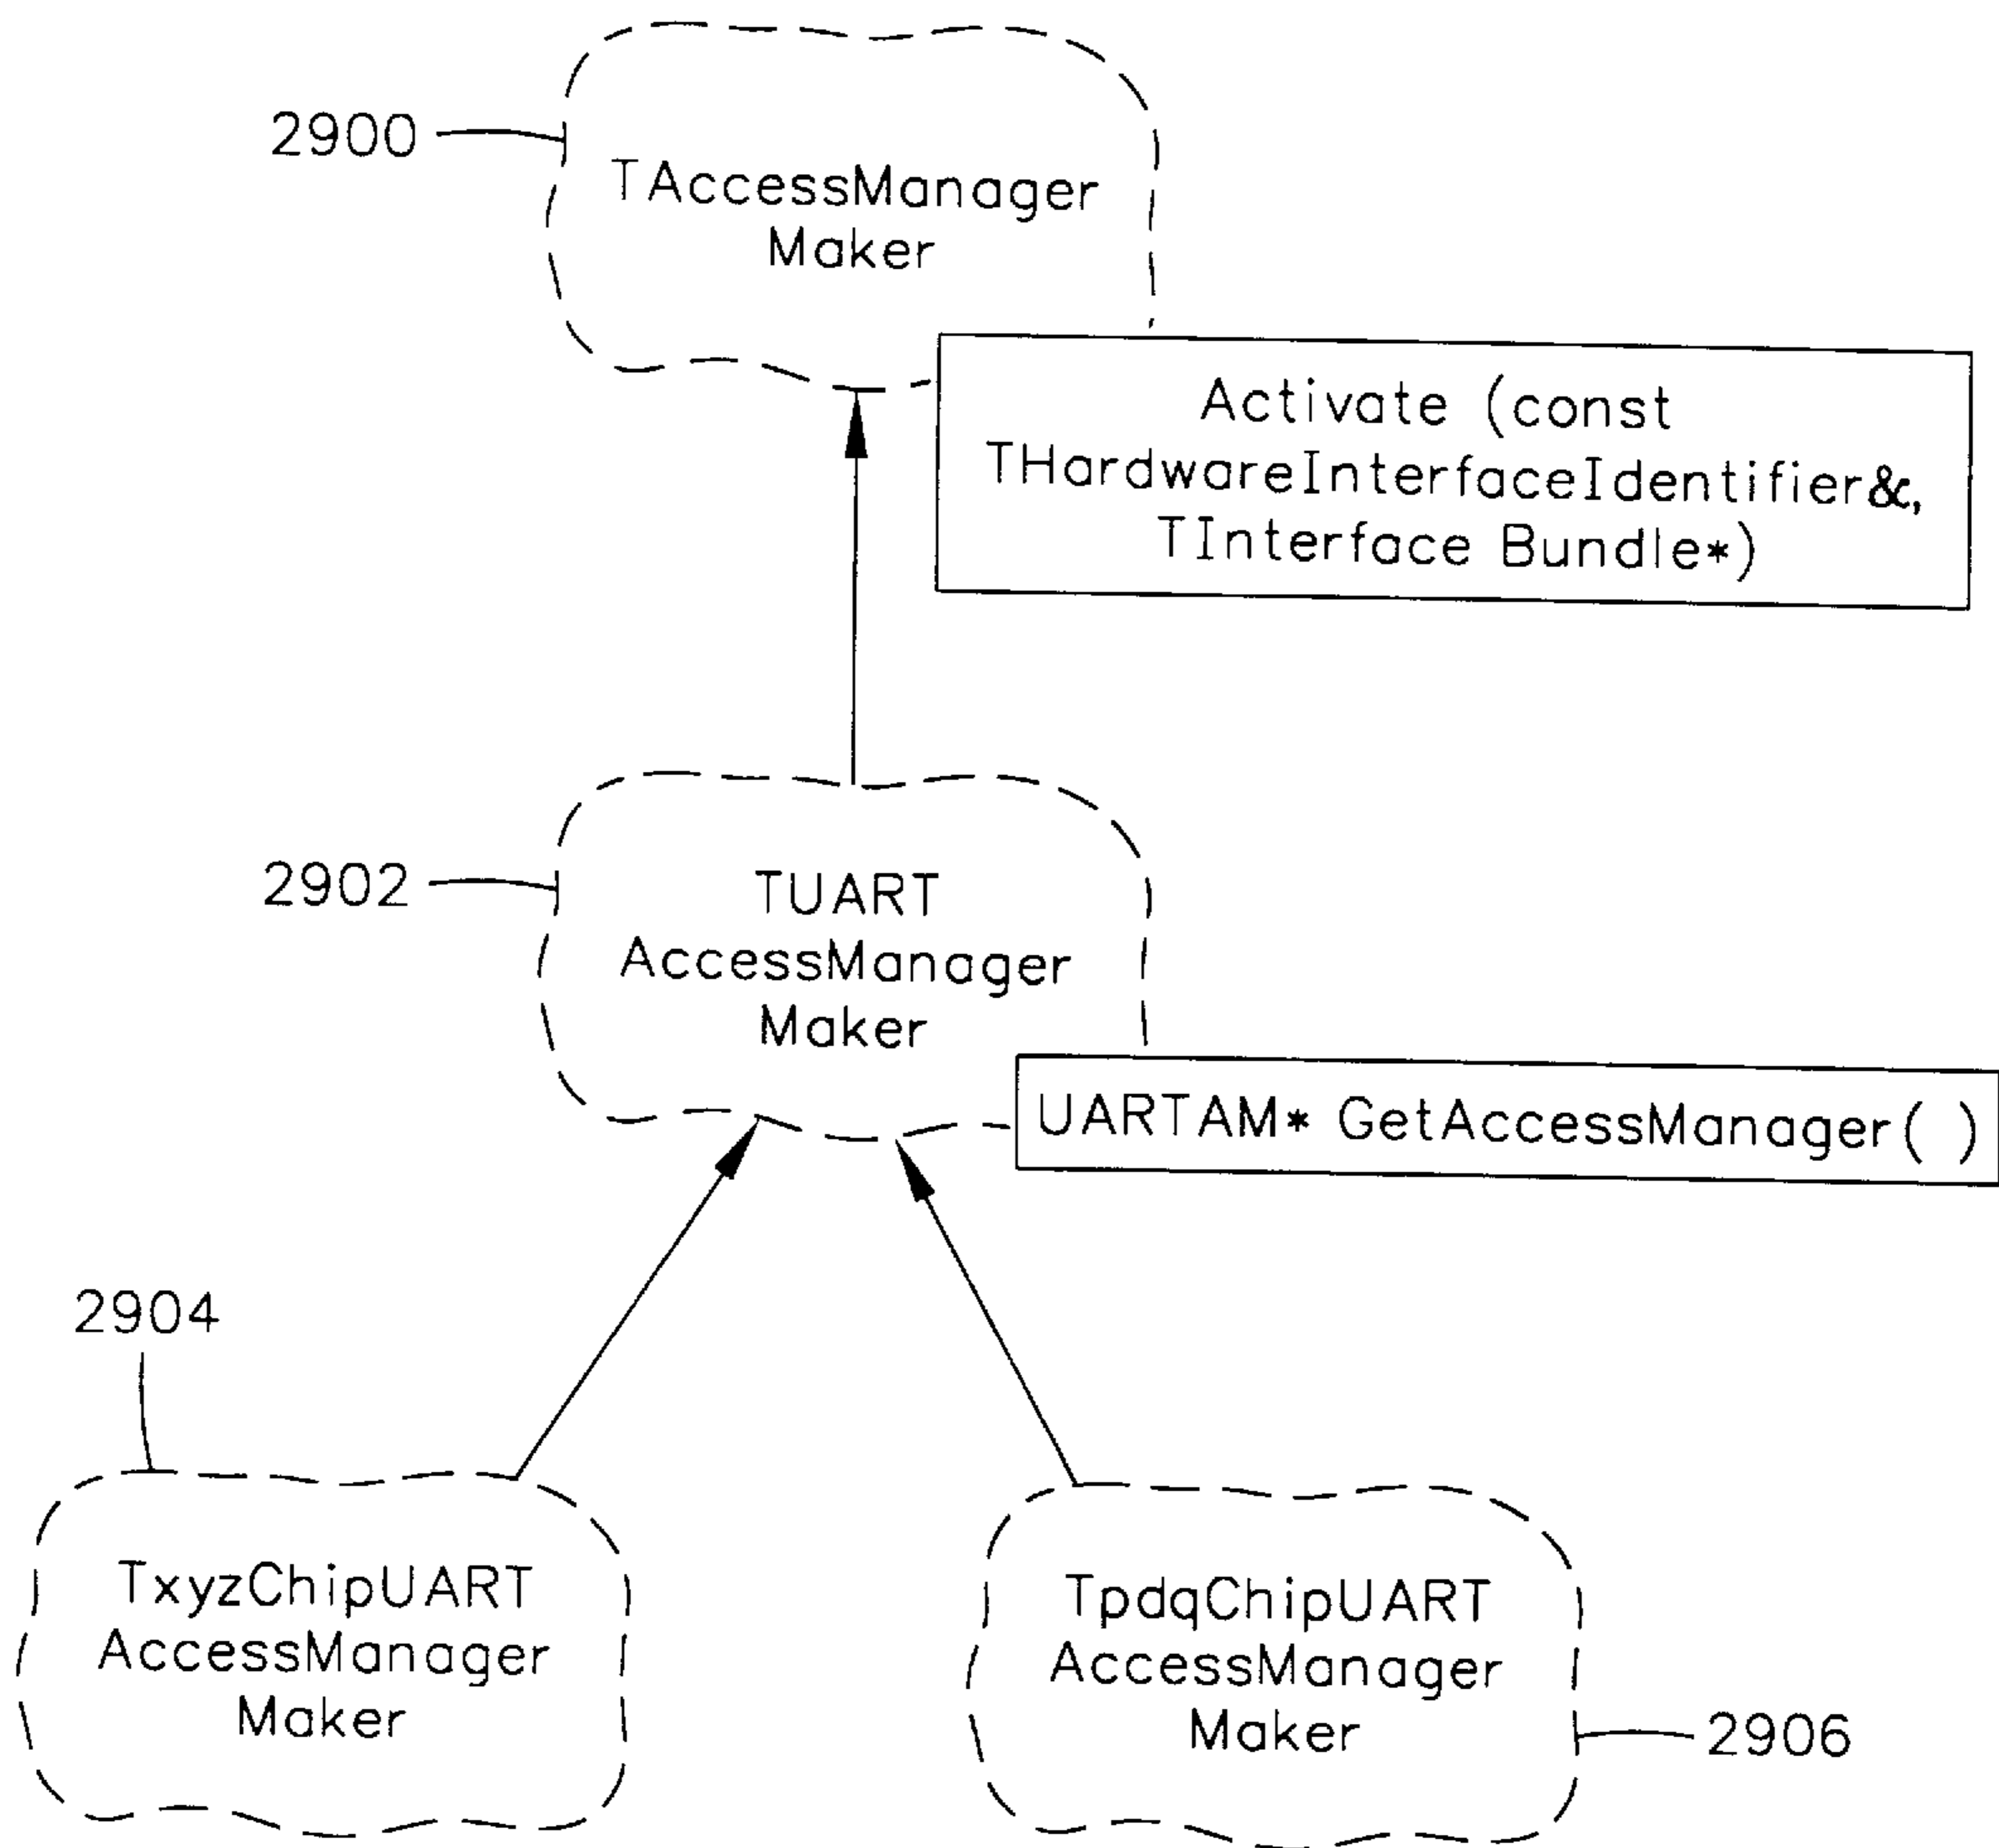 2900
TAccessManager
Maker
Activate (const
THardwareInterfaceIdentifier&,
TInterface Bundle*)
2902
TUART
AccessManager
Maker
UARTAM* GetAccessManager( )
2904
TxyzChipUART
AccessManager
Maker
TpdqChipUART
AccessManager
Maker
2906